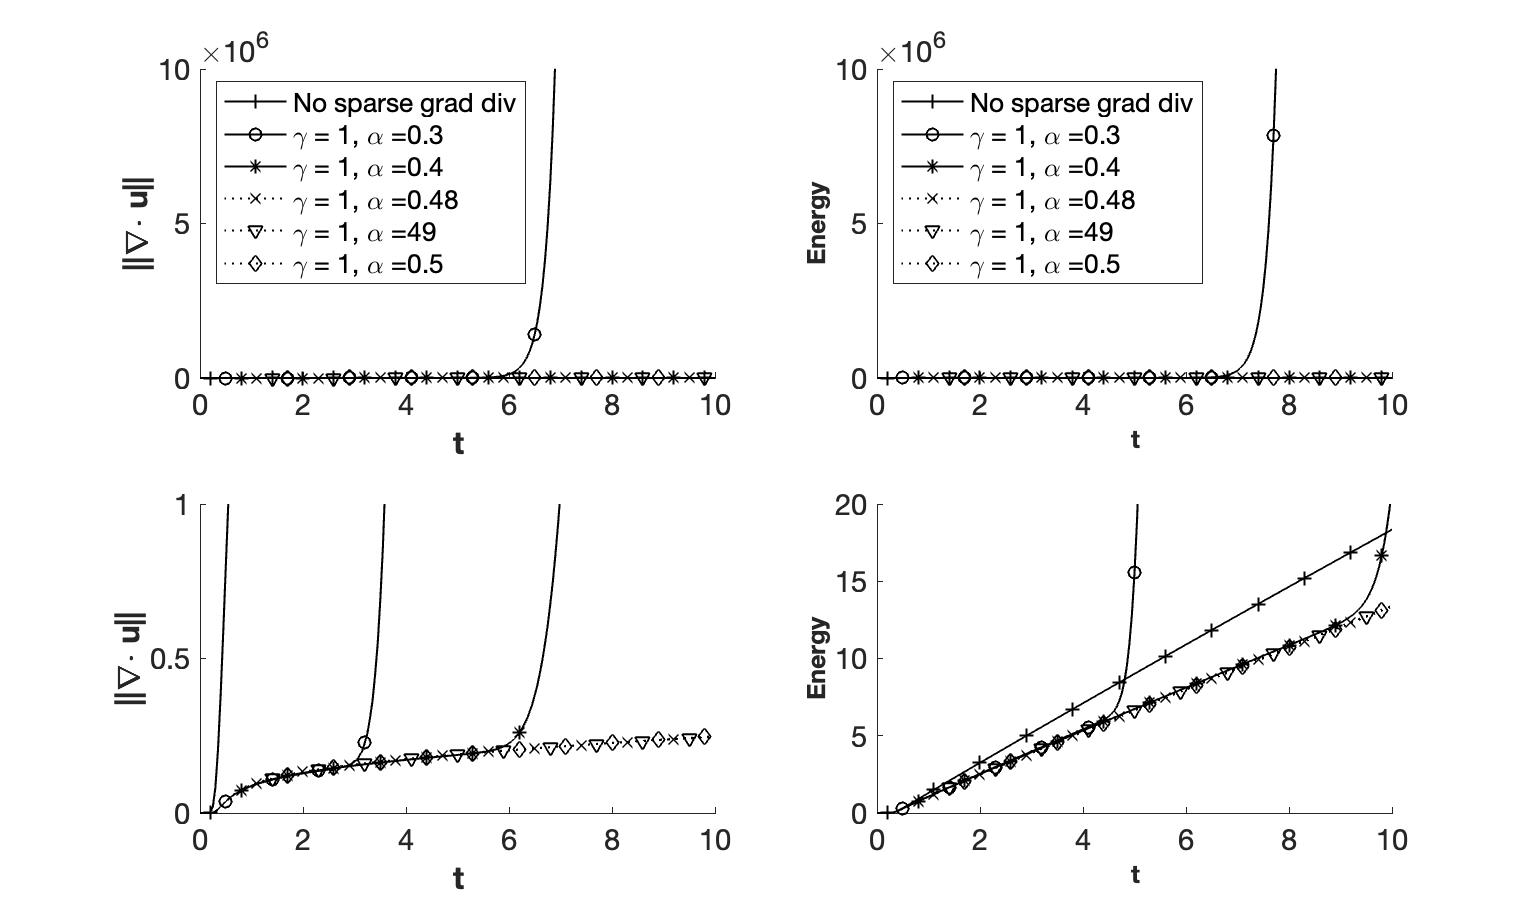 ×10⁶
10
5
0
0 2 4 6 8 10
‖∇· u‖
t
No sparse grad div
γ = 1, α =0.3
γ = 1, α =0.4
γ = 1, α =0.48
γ = 1, α =49
γ = 1, α =0.5
×10⁶
10
5
0
0 2 4 6 8 10
Energy
t
No sparse grad div
γ = 1, α =0.3
γ = 1, α =0.4
γ = 1, α =0.48
γ = 1, α =49
γ = 1, α =0.5
1
0.5
0
0 2 4 6 8 10
‖∇· u‖
t
20
15
10
5
0
0 2 4 6 8 10
Energy
t